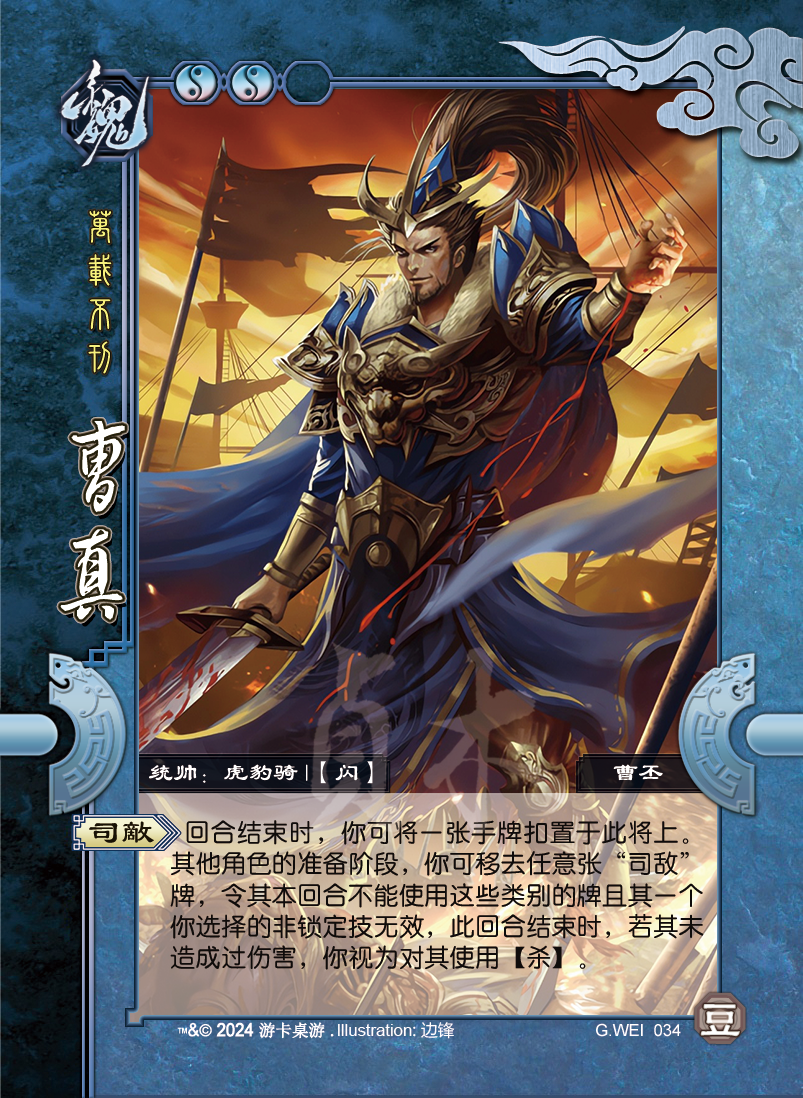 魏
萬載不刊
曹真
统帅：虎豹骑|【闪】
曹丕
司敵
回合结束时，你可将一张手牌扣置于此将上。
其他角色的准备阶段，你可移去任意张“司敌”
牌，令其本回合不能使用这些类别的牌且其一个
你选择的非锁定技无效，此回合结束时，若其未
造成过伤害，你视为对其使用【杀】。
™&© 2024 游卡桌游 .Illustration: 边锋
G.WEI 034
豆